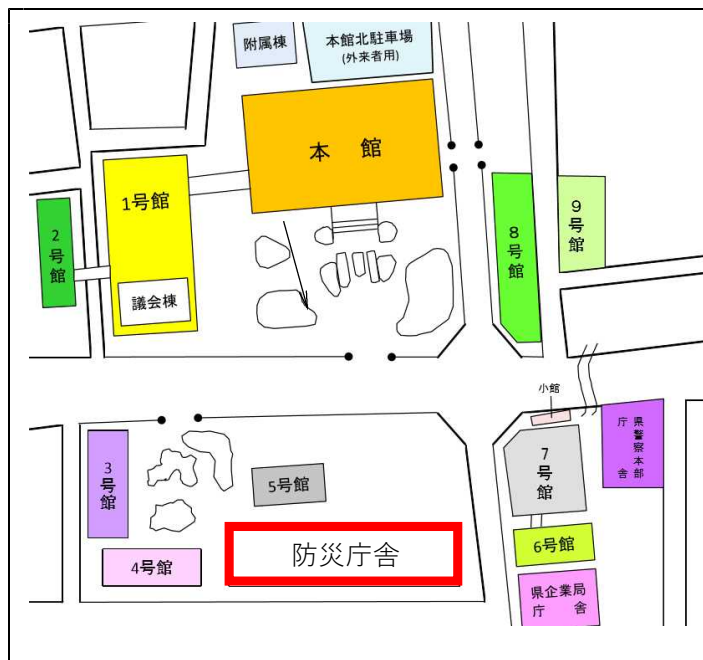 附属棟
本館北駐車場
(外来者用)
本 館
1号館
2号館
議会棟
8号館
9号館
小館
県警察本部
庁 舎
7号館
3号館
5号館
防災庁舎
4号館
6号館
県企業局
庁 舎